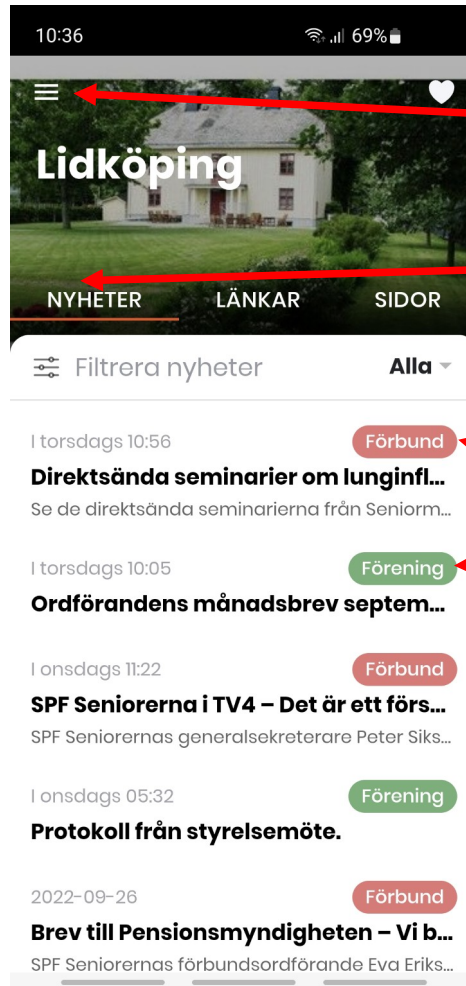 10:36 69%
Lidköping
NYHETER LÄNKAR SIDOR
Filtrera nyheter Alla
I torsdags 10:56 Förbund
Direktsända seminarier om lunginfl...
Se de direktsända seminarierna från Seniorm...
I torsdags 10:05 Förening
Ordförandens månadsbrev septem...
I onsdags 11:22 Förbund
SPF Seniorerna i TV4 – Det är ett förs...
SPF Seniorernas generalsekreterare Peter Siks...
I onsdags 05:32 Förening
Protokoll från styrelsemöte.
2022-09-26 Förbund
Brev till Pensionsmyndigheten – Vi b...
SPF Seniorernas förbundsordförande Eva Eriks...